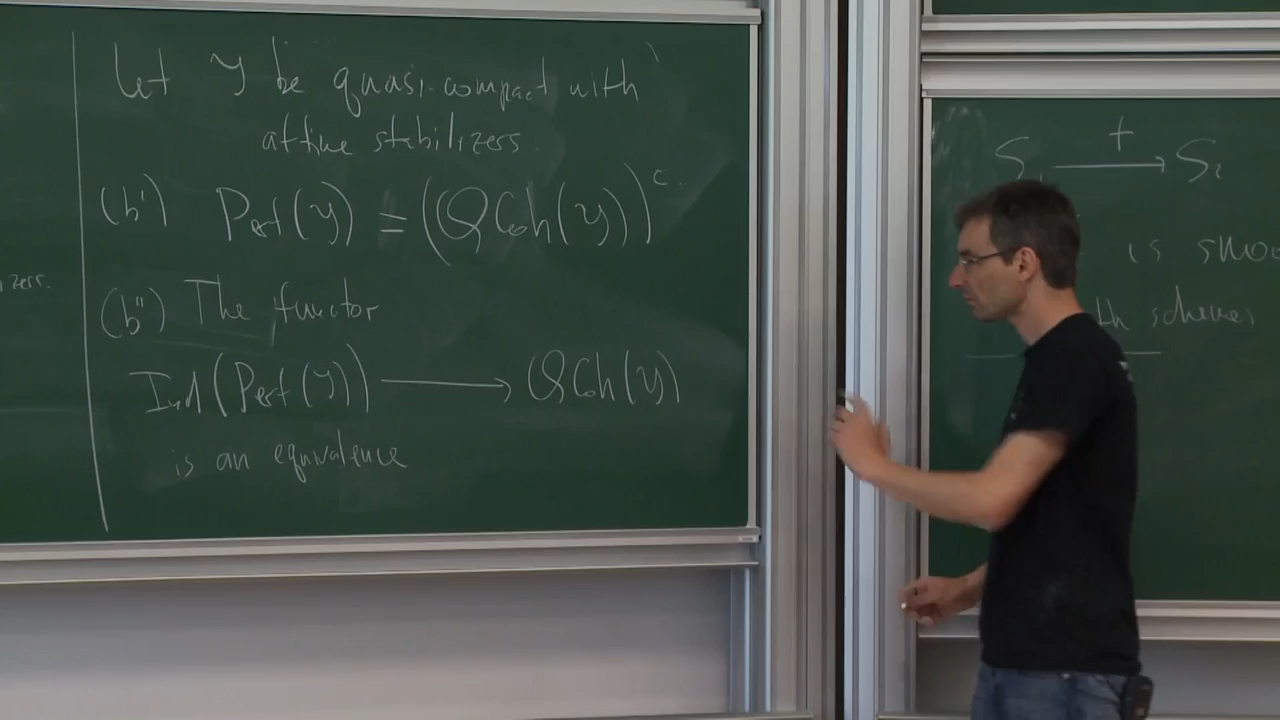 Let Y be quasi-compact with
affine stabilizers.
(b') Perf(Y) = (QCoh(Y))^c
(b'') The functor
Ind(Perf(Y)) ⟶ QCoh(Y)
is an equivalence
izers.
S₁ ⟶ S₂
f
is smoo
th schemes